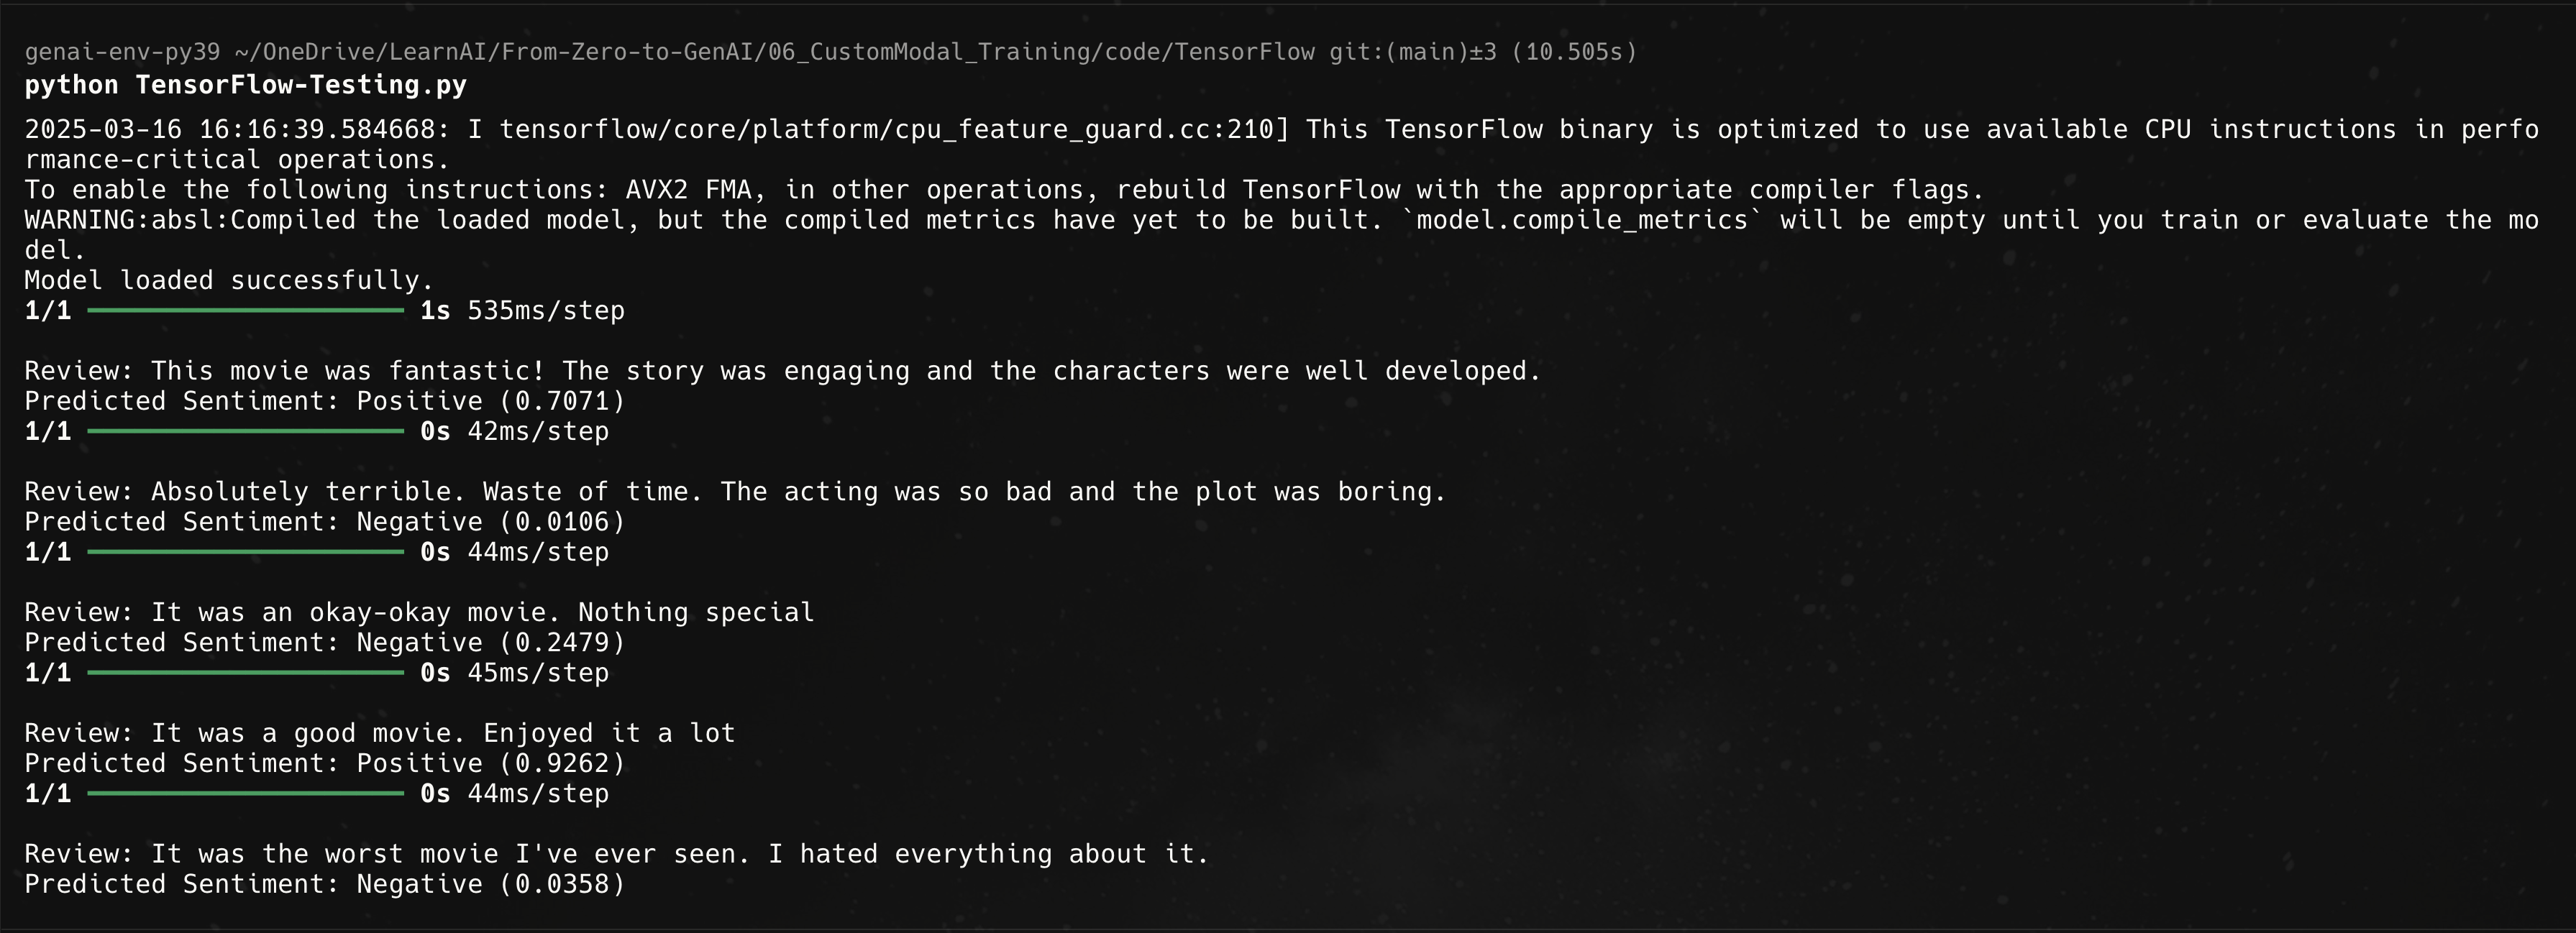 genai-env-py39 ~/OneDrive/LearnAI/From-Zero-to-GenAI/06_CustomModal_Training/code/TensorFlow git:(main)±3 (10.505s)
python TensorFlow-Testing.py
2025-03-16 16:16:39.584668: I tensorflow/core/platform/cpu_feature_guard.cc:210] This TensorFlow binary is optimized to use available CPU instructions in perfo
rmance-critical operations.
To enable the following instructions: AVX2 FMA, in other operations, rebuild TensorFlow with the appropriate compiler flags.
WARNING:absl:Compiled the loaded model, but the compiled metrics have yet to be built. `model.compile_metrics` will be empty until you train or evaluate the mo
del.
Model loaded successfully.
1/1 ━━━━━━━━━━━━━━━━━━━━ 1s 535ms/step
Review: This movie was fantastic! The story was engaging and the characters were well developed.
Predicted Sentiment: Positive (0.7071)
1/1 ━━━━━━━━━━━━━━━━━━━━ 0s 42ms/step
Review: Absolutely terrible. Waste of time. The acting was so bad and the plot was boring.
Predicted Sentiment: Negative (0.0106)
1/1 ━━━━━━━━━━━━━━━━━━━━ 0s 44ms/step
Review: It was an okay-okay movie. Nothing special
Predicted Sentiment: Negative (0.2479)
1/1 ━━━━━━━━━━━━━━━━━━━━ 0s 45ms/step
Review: It was a good movie. Enjoyed it a lot
Predicted Sentiment: Positive (0.9262)
1/1 ━━━━━━━━━━━━━━━━━━━━ 0s 44ms/step
Review: It was the worst movie I've ever seen. I hated everything about it.
Predicted Sentiment: Negative (0.0358)